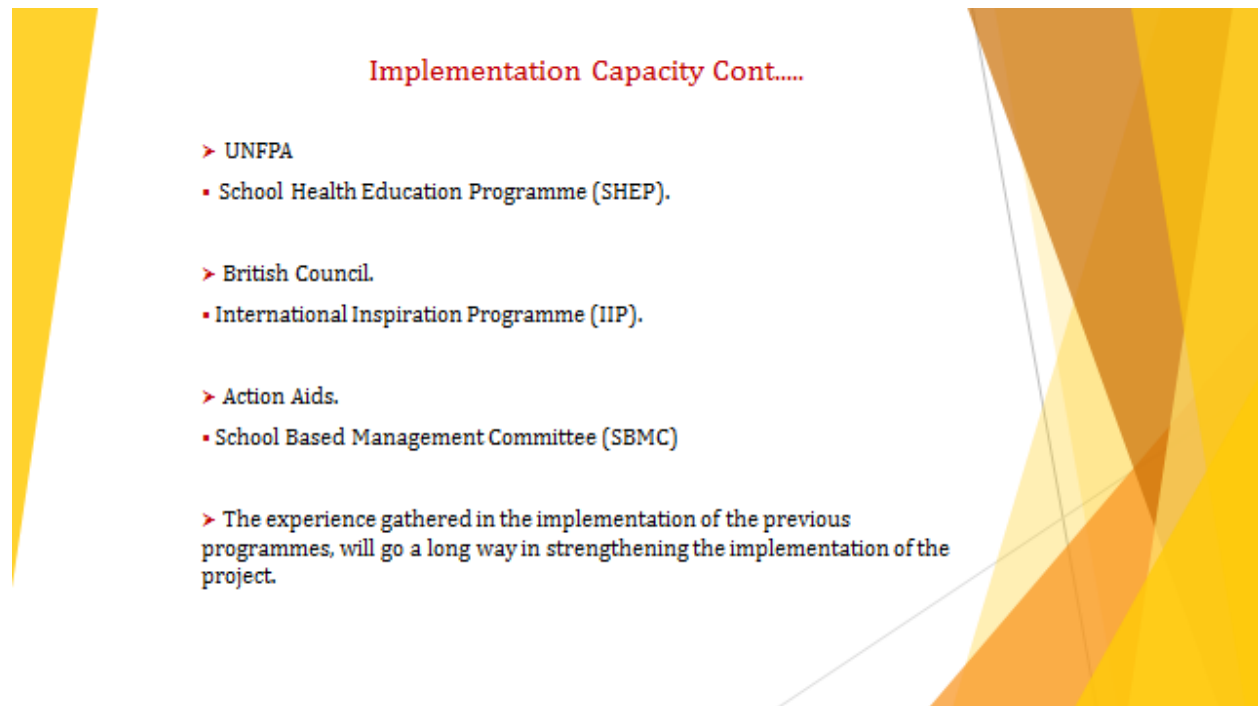 Implementation Capacity Cont.....
➤ UNFPA
▪ School Health Education Programme (SHEP).
➤ British Council.
▪ International Inspiration Programme (IIP).
➤ Action Aids.
▪ School Based Management Committee (SBMC)
➤ The experience gathered in the implementation of the previous
programmes, will go a long way in strengthening the implementation of the
project.